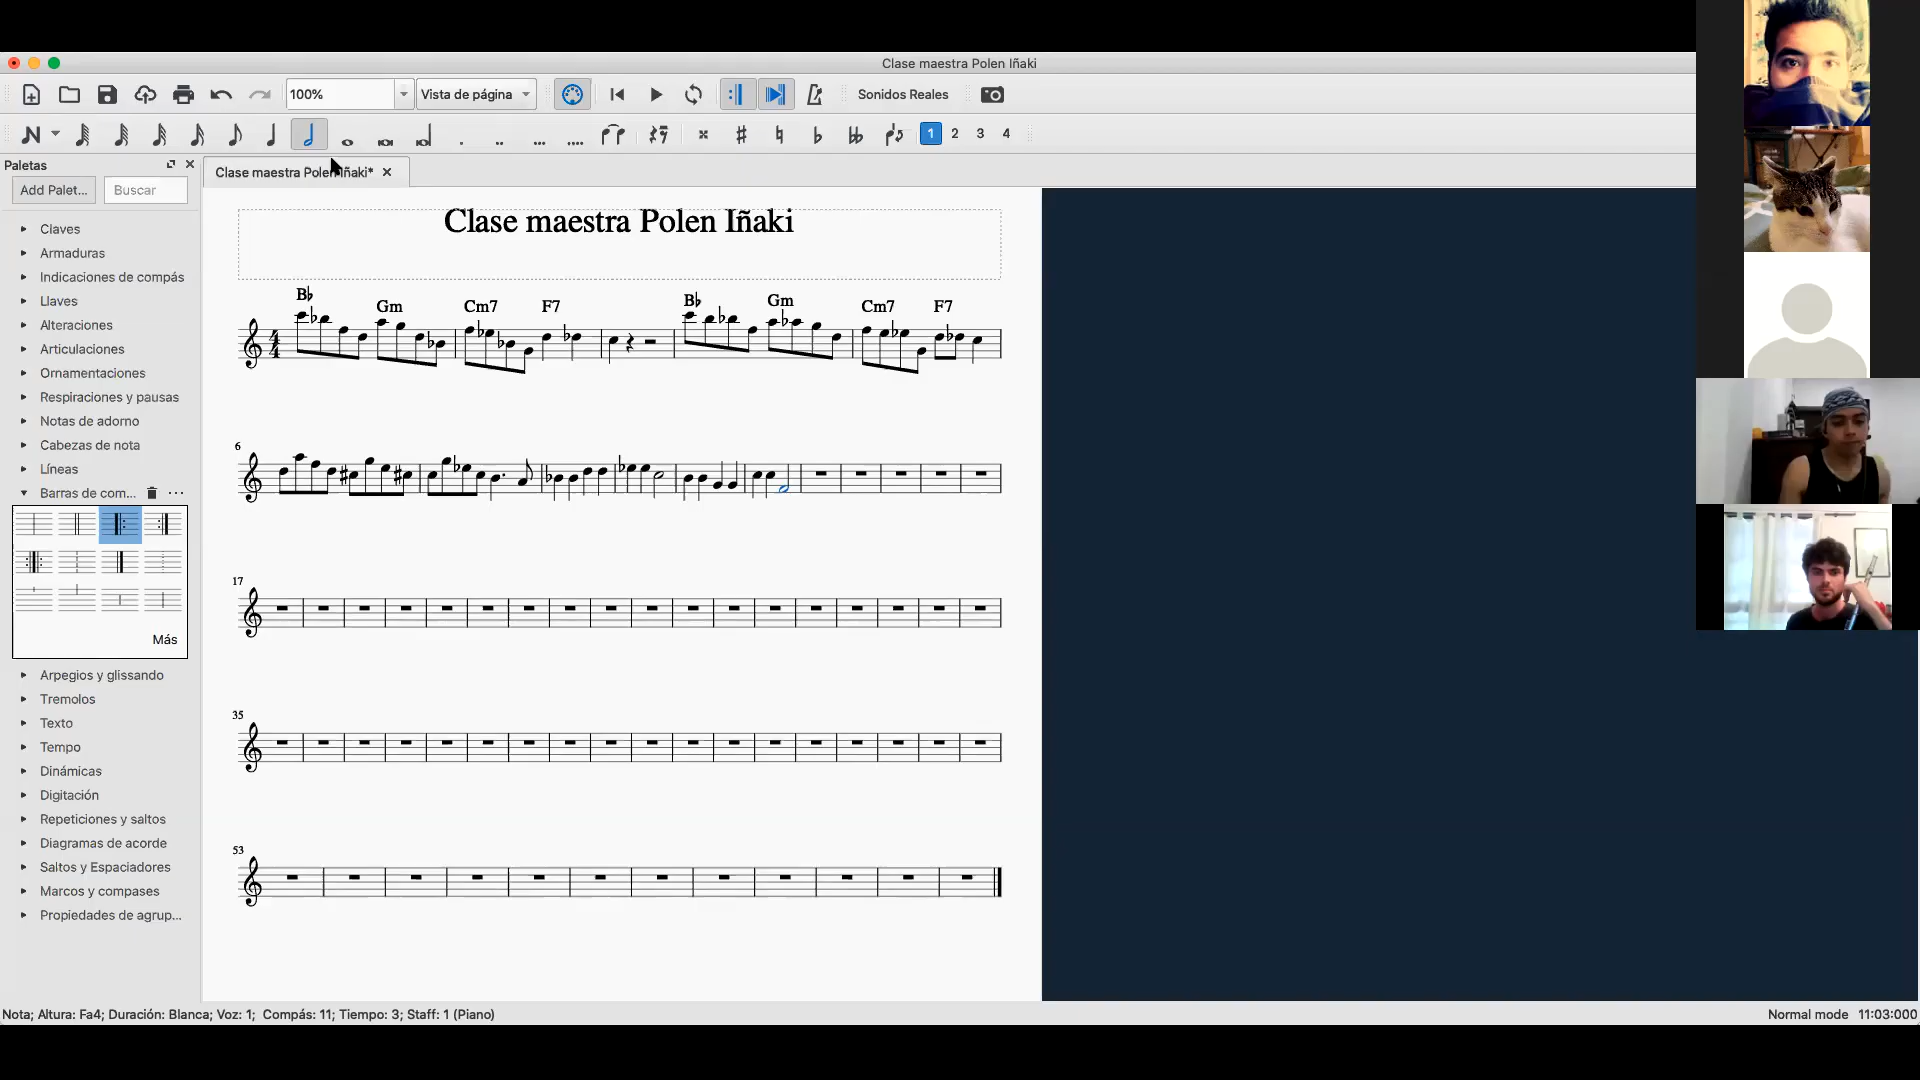 Clase maestra Polen Iñaki
100%
Vista de página
Sonidos Reales
1 2 3 4
Paletas
Clase maestra Polen Iñaki*
Add Palet...
Buscar
Claves
Armaduras
Indicaciones de compás
Llaves
Alteraciones
Articulaciones
Ornamentaciones
Respiraciones y pausas
Notas de adorno
Cabezas de nota
Líneas
Barras de com...
Más
Arpegios y glissando
Tremolos
Texto
Tempo
Dinámicas
Digitación
Repeticiones y saltos
Diagramas de acorde
Saltos y Espaciadores
Marcos y compases
Propiedades de agrup...
Clase maestra Polen Iñaki
B♭ Gm Cm7 F7 B♭ Gm Cm7 F7
4
4
6
17
35
53
Nota; Altura: Fa4; Duración: Blanca; Voz: 1; Compás: 11; Tiempo: 3; Staff: 1 (Piano)
Normal mode 11:03:000